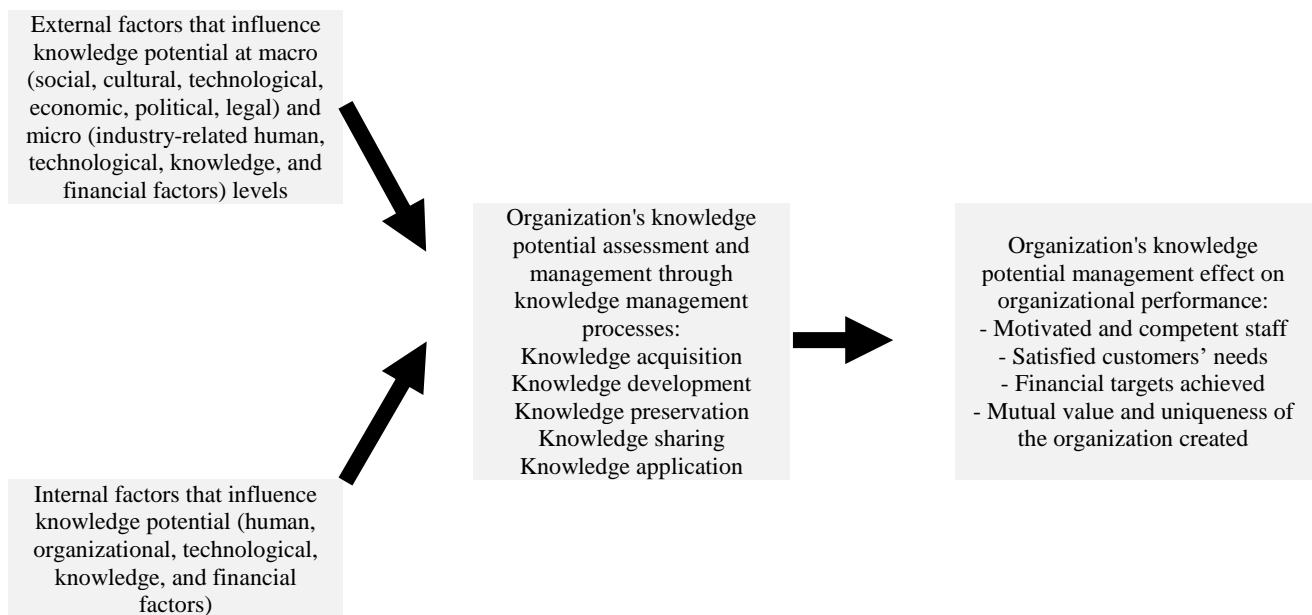 External factors that influence
knowledge potential at macro
(social, cultural, technological,
economic, political, legal) and
micro (industry-related human,
technological, knowledge, and
financial factors) levels
Organization's knowledge
potential assessment and
management through
knowledge management
processes:
Knowledge acquisition
Knowledge development
Knowledge preservation
Knowledge sharing
Knowledge application
Organization's knowledge
potential management effect on
organizational performance:
- Motivated and competent staff
- Satisfied customers’ needs
- Financial targets achieved
- Mutual value and uniqueness of
the organization created
Internal factors that influence
knowledge potential (human,
organizational, technological,
knowledge, and financial
factors)